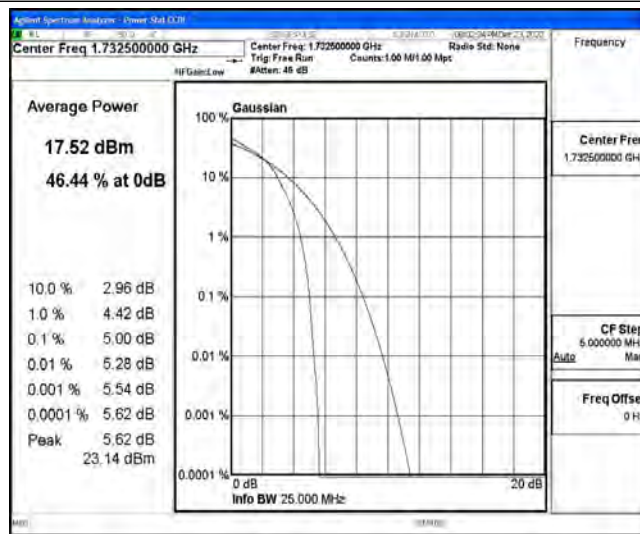 Agilent Spectrum Analyzer - Power Stat CCDF
Center Freq 1.732500000 GHz
Center Freq: 1.732500000 GHz
Radio Std: None
Trig: Free Run
Counts:1.00 M/1.00 Mpt
#IFGain:Low
#Atten: 46 dB
Frequency
Average Power
17.52 dBm
46.44 % at 0dB
10.0 % 2.96 dB
1.0 % 4.42 dB
0.1 % 5.00 dB
0.01 % 5.28 dB
0.001 % 5.54 dB
0.0001 % 5.62 dB
Peak 5.62 dB
23.14 dBm
Gaussian
100 %
10 %
1 %
0.1 %
0.01 %
0.001 %
0.0001 %
0 dB
20 dB
Info BW 25.000 MHz
Center Freq
1.732500000 GH
CF Step
5.000000 MH
Auto Ma
Freq Offse
0 H
MSG
STATUS